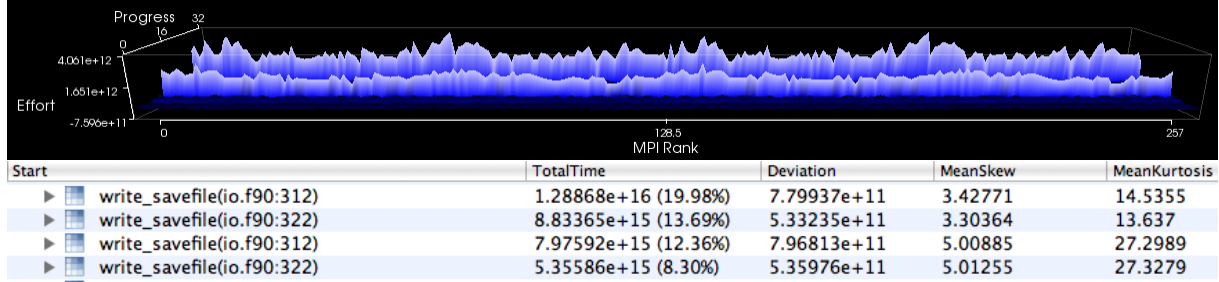 Progress 32
16
0
4.061e+12
1.651e+12
Effort
-7.596e+11
0 128.5 257
MPI Rank
Start TotalTime Deviation MeanSkew MeanKurtosis
write_savefile(io.f90:312) 1.28868e+16 (19.98%) 7.79937e+11 3.42771 14.5355
write_savefile(io.f90:322) 8.83365e+15 (13.69%) 5.33235e+11 3.30364 13.637
write_savefile(io.f90:312) 7.97592e+15 (12.36%) 7.96813e+11 5.00885 27.2989
write_savefile(io.f90:322) 5.35586e+15 (8.30%) 5.35976e+11 5.01255 27.3279